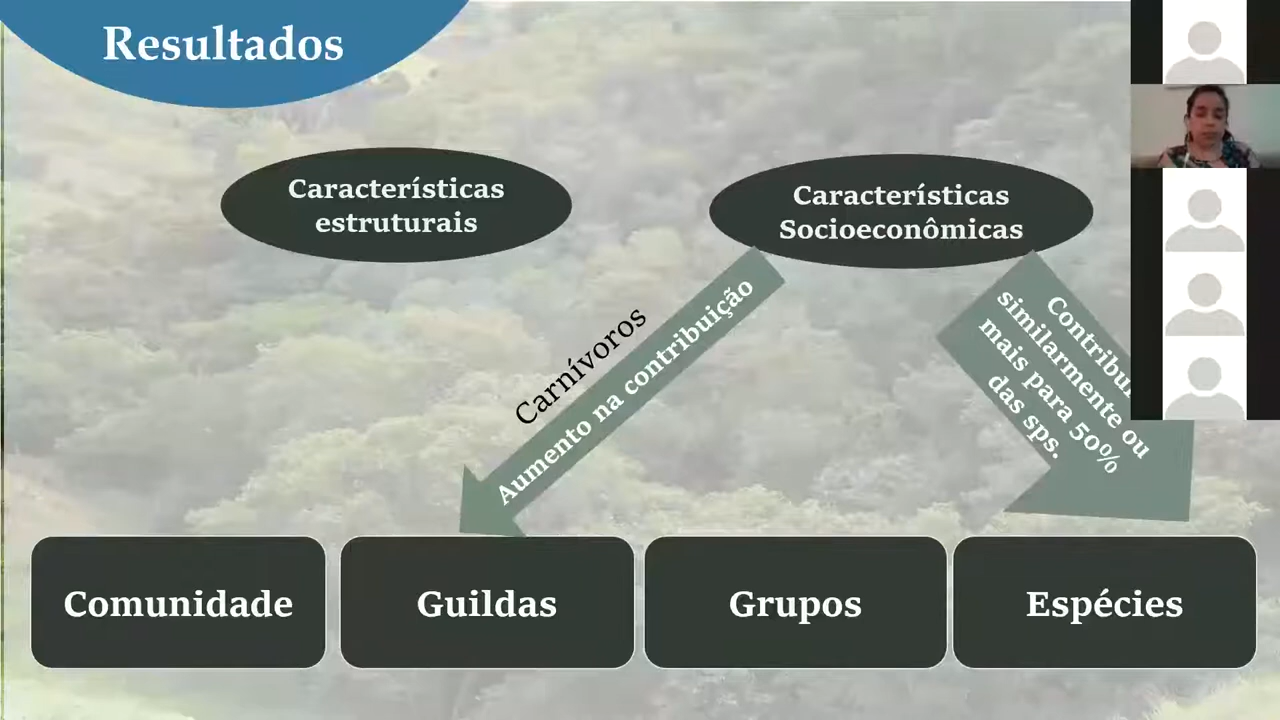 Resultados
Características
estruturais
Características
Socioeconômicas
Carnívoros
Aumento na contribuição
similarmente ou
mais para 50%
das sps.
Comunidade
Guildas
Grupos
Espécies